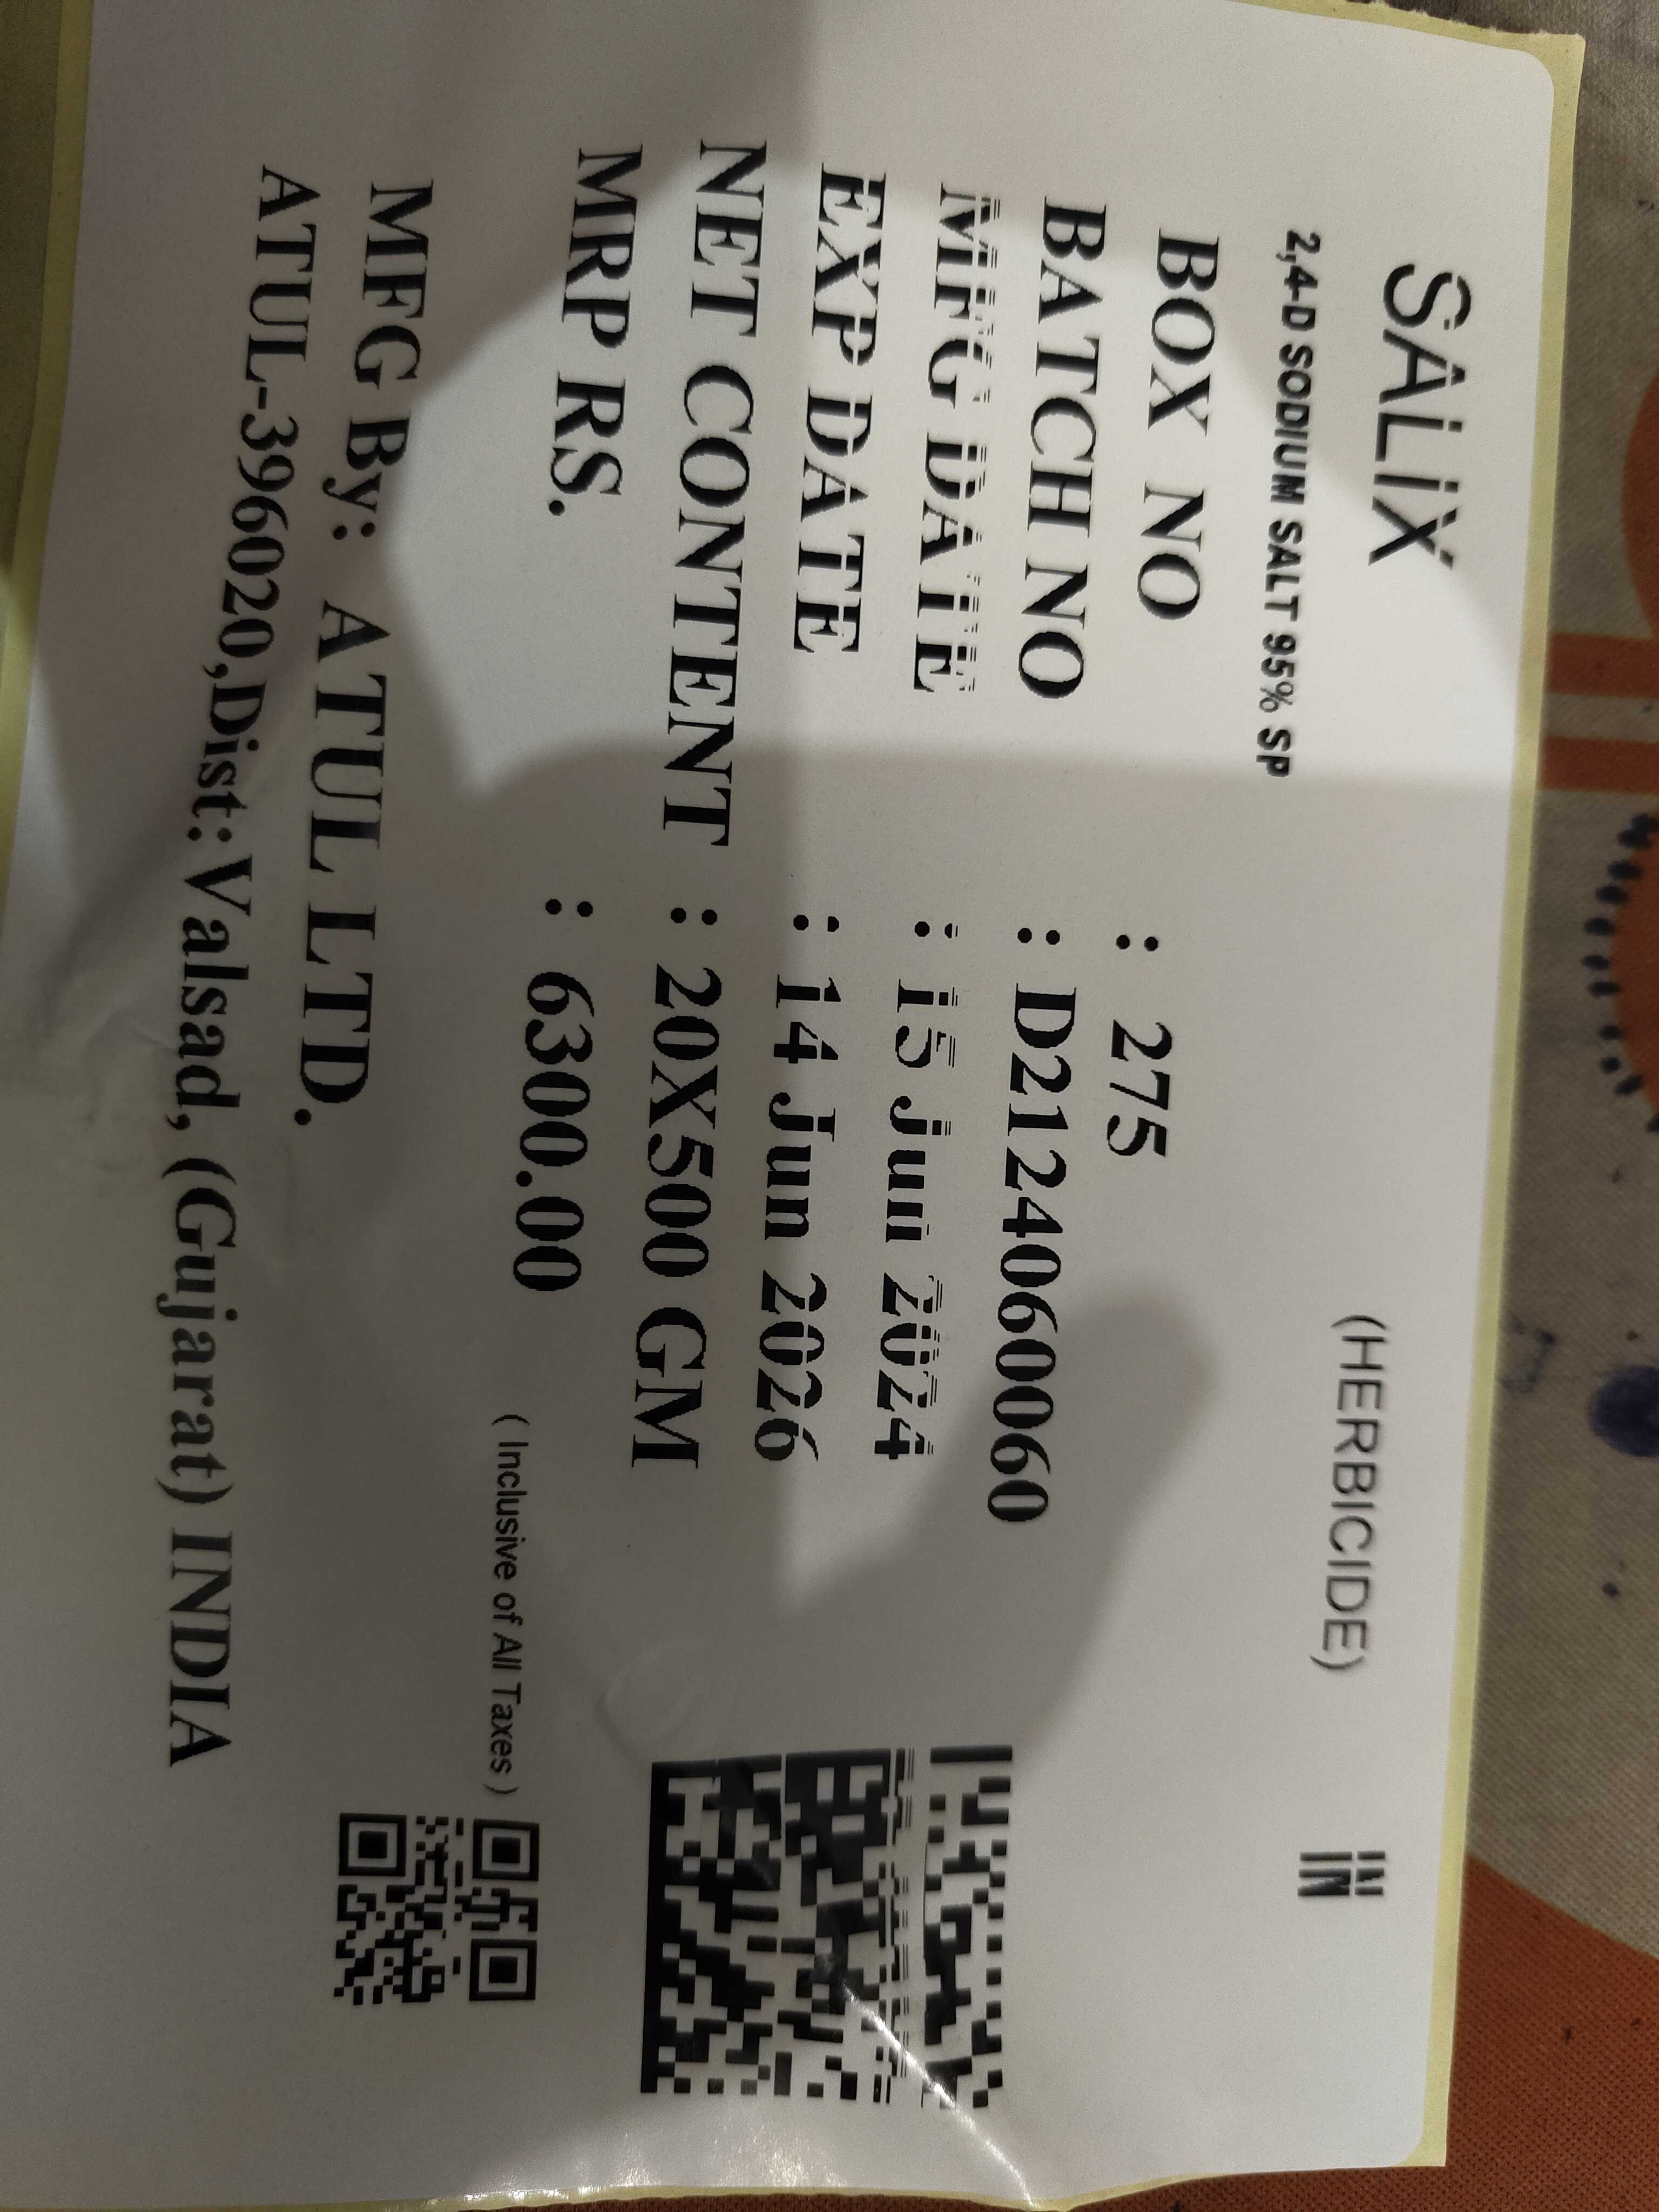 SALIX (HERBICIDE) IN
2,4-D SODIUM SALT 95% SP
BOX NO : 275
BATCH NO : D212406​0060
MFG DATE : 15 Jun 2024
EXP DATE : 14 Jun 2026
NET CONTENT : 20X500 GM
MRP RS. : 6300.00 ( Inclusive of All Taxes )
MFG By: ATUL LTD.
ATUL-396020,Dist:Valsad, (Gujarat) INDIA